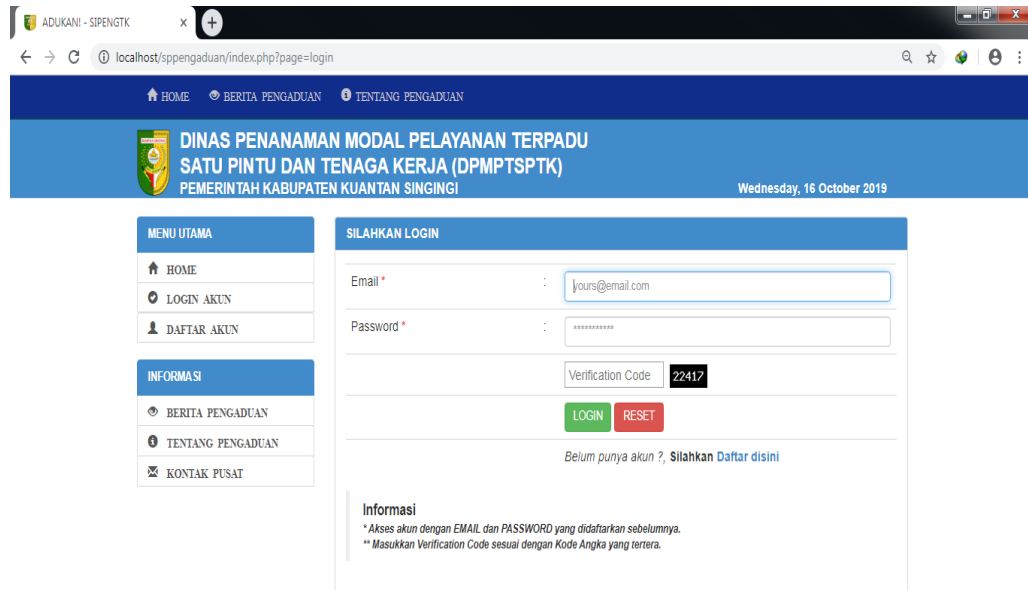 ADUKAN! - SIPENGTK
localhost/sppengaduan/index.php?page=login
HOME BERITA PENGADUAN TENTANG PENGADUAN
DINAS PENANAMAN MODAL PELAYANAN TERPADU
SATU PINTU DAN TENAGA KERJA (DPMPTSPTK)
PEMERINTAH KABUPATEN KUANTAN SINGINGI
Wednesday, 16 October 2019
MENU UTAMA
HOME
LOGIN AKUN
DAFTAR AKUN
INFORMASI
BERITA PENGADUAN
TENTANG PENGADUAN
KONTAK PUSAT
SILAHKAN LOGIN
Email * : yours@email.com
Password * : ***********
Verification Code 22417
LOGIN RESET
Belum punya akun ?, Silahkan Daftar disini
Informasi
* Akses akun dengan EMAIL dan PASSWORD yang didaftarkan sebelumnya.
** Masukkan Verification Code sesuai dengan Kode Angka yang tertera.